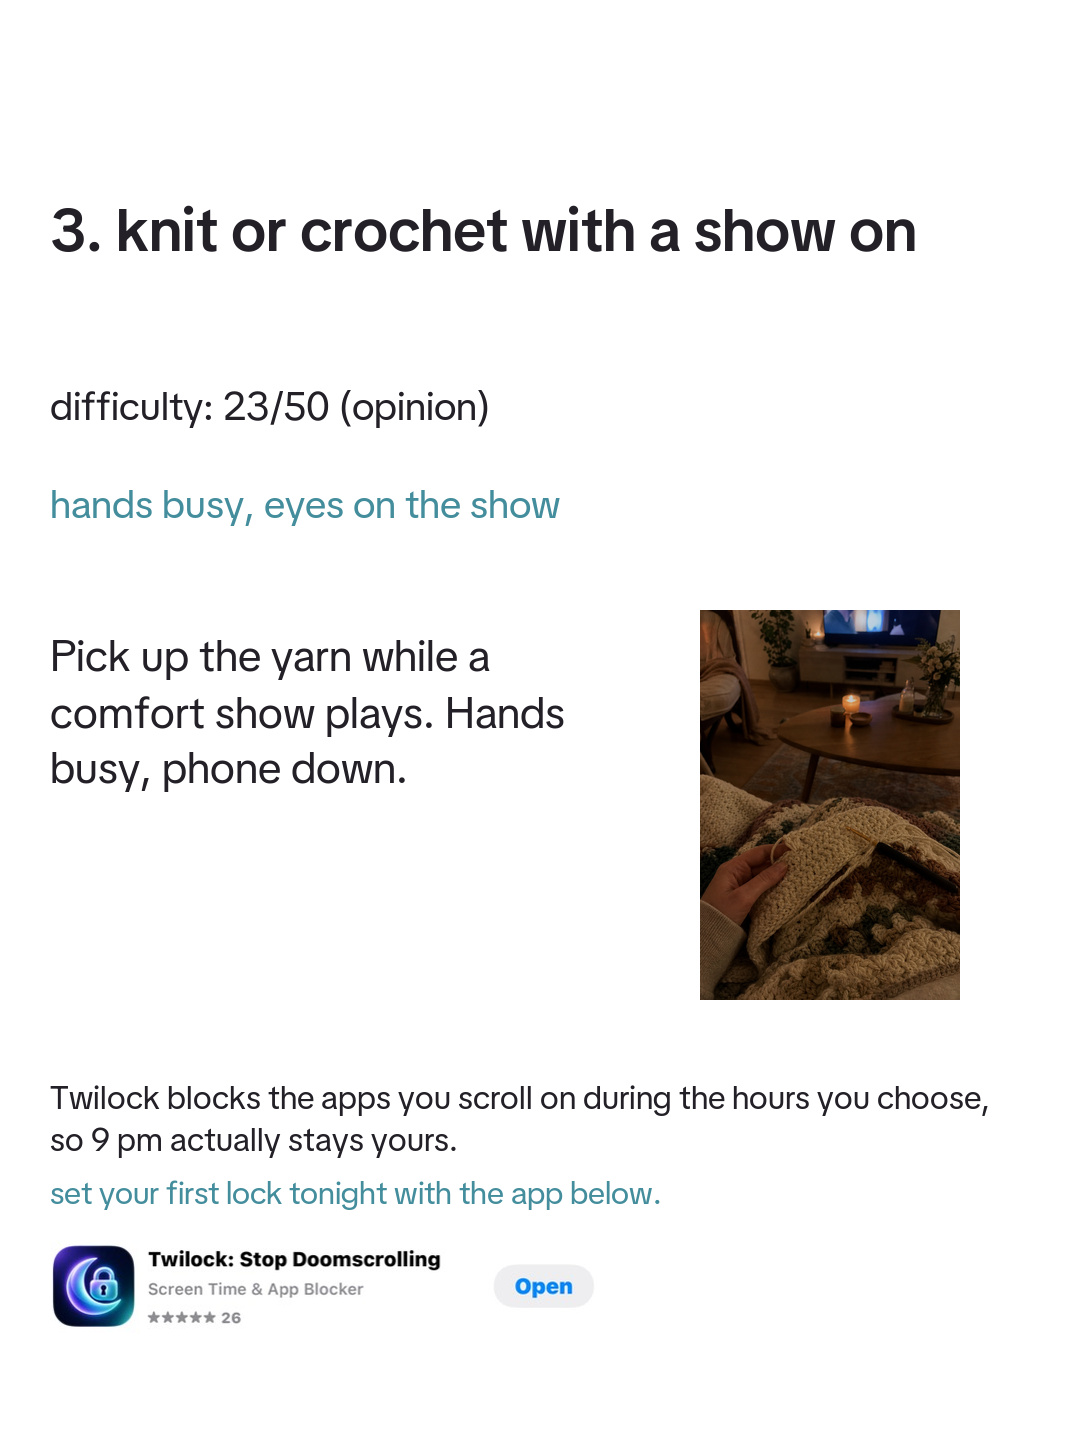 3. knit or crochet with a show on
difficulty: 23/50 (opinion)
hands busy, eyes on the show
Pick up the yarn while a
comfort show plays. Hands
busy, phone down.
Twilock blocks the apps you scroll on during the hours you choose,
so 9 pm actually stays yours.
set your first lock tonight with the app below.
Twilock: Stop Doomscrolling
Screen Time & App Blocker
★★★★★ 26
Open